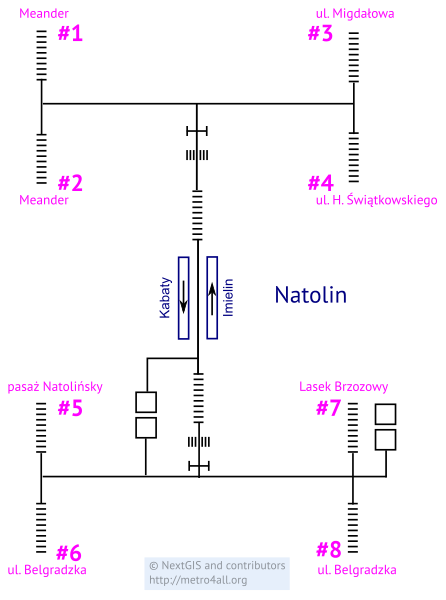 Meander
#1
ul. Migdałowa
#3
#2
Meander
#4
ul. H. Świątkowskiego
Kabaty
Imielin
Natolin
pasaż Natolińsky
#5
Lasek Brzozowy
#7
#6
ul. Belgradzka
#8
ul. Belgradzka
© NextGIS and contributors
http://metro4all.org